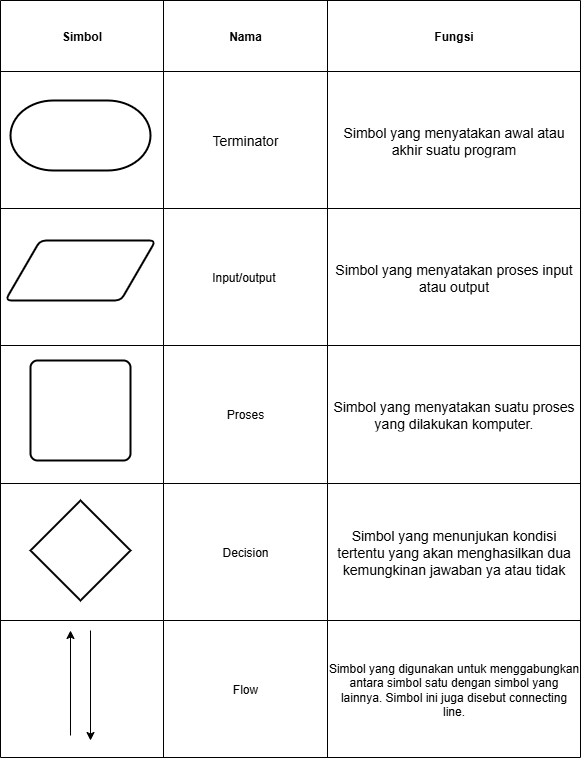 Simbol
Nama
Fungsi
Terminator
Simbol yang menyatakan awal atau
akhir suatu program
Input/output
Simbol yang menyatakan proses input
atau output
Proses
Simbol yang menyatakan suatu proses
yang dilakukan komputer.
Decision
Simbol yang menunjukan kondisi
tertentu yang akan menghasilkan dua
kemungkinan jawaban ya atau tidak
Flow
Simbol yang digunakan untuk menggabungkan
antara simbol satu dengan simbol yang
lainnya. Simbol ini juga disebut connecting
line.